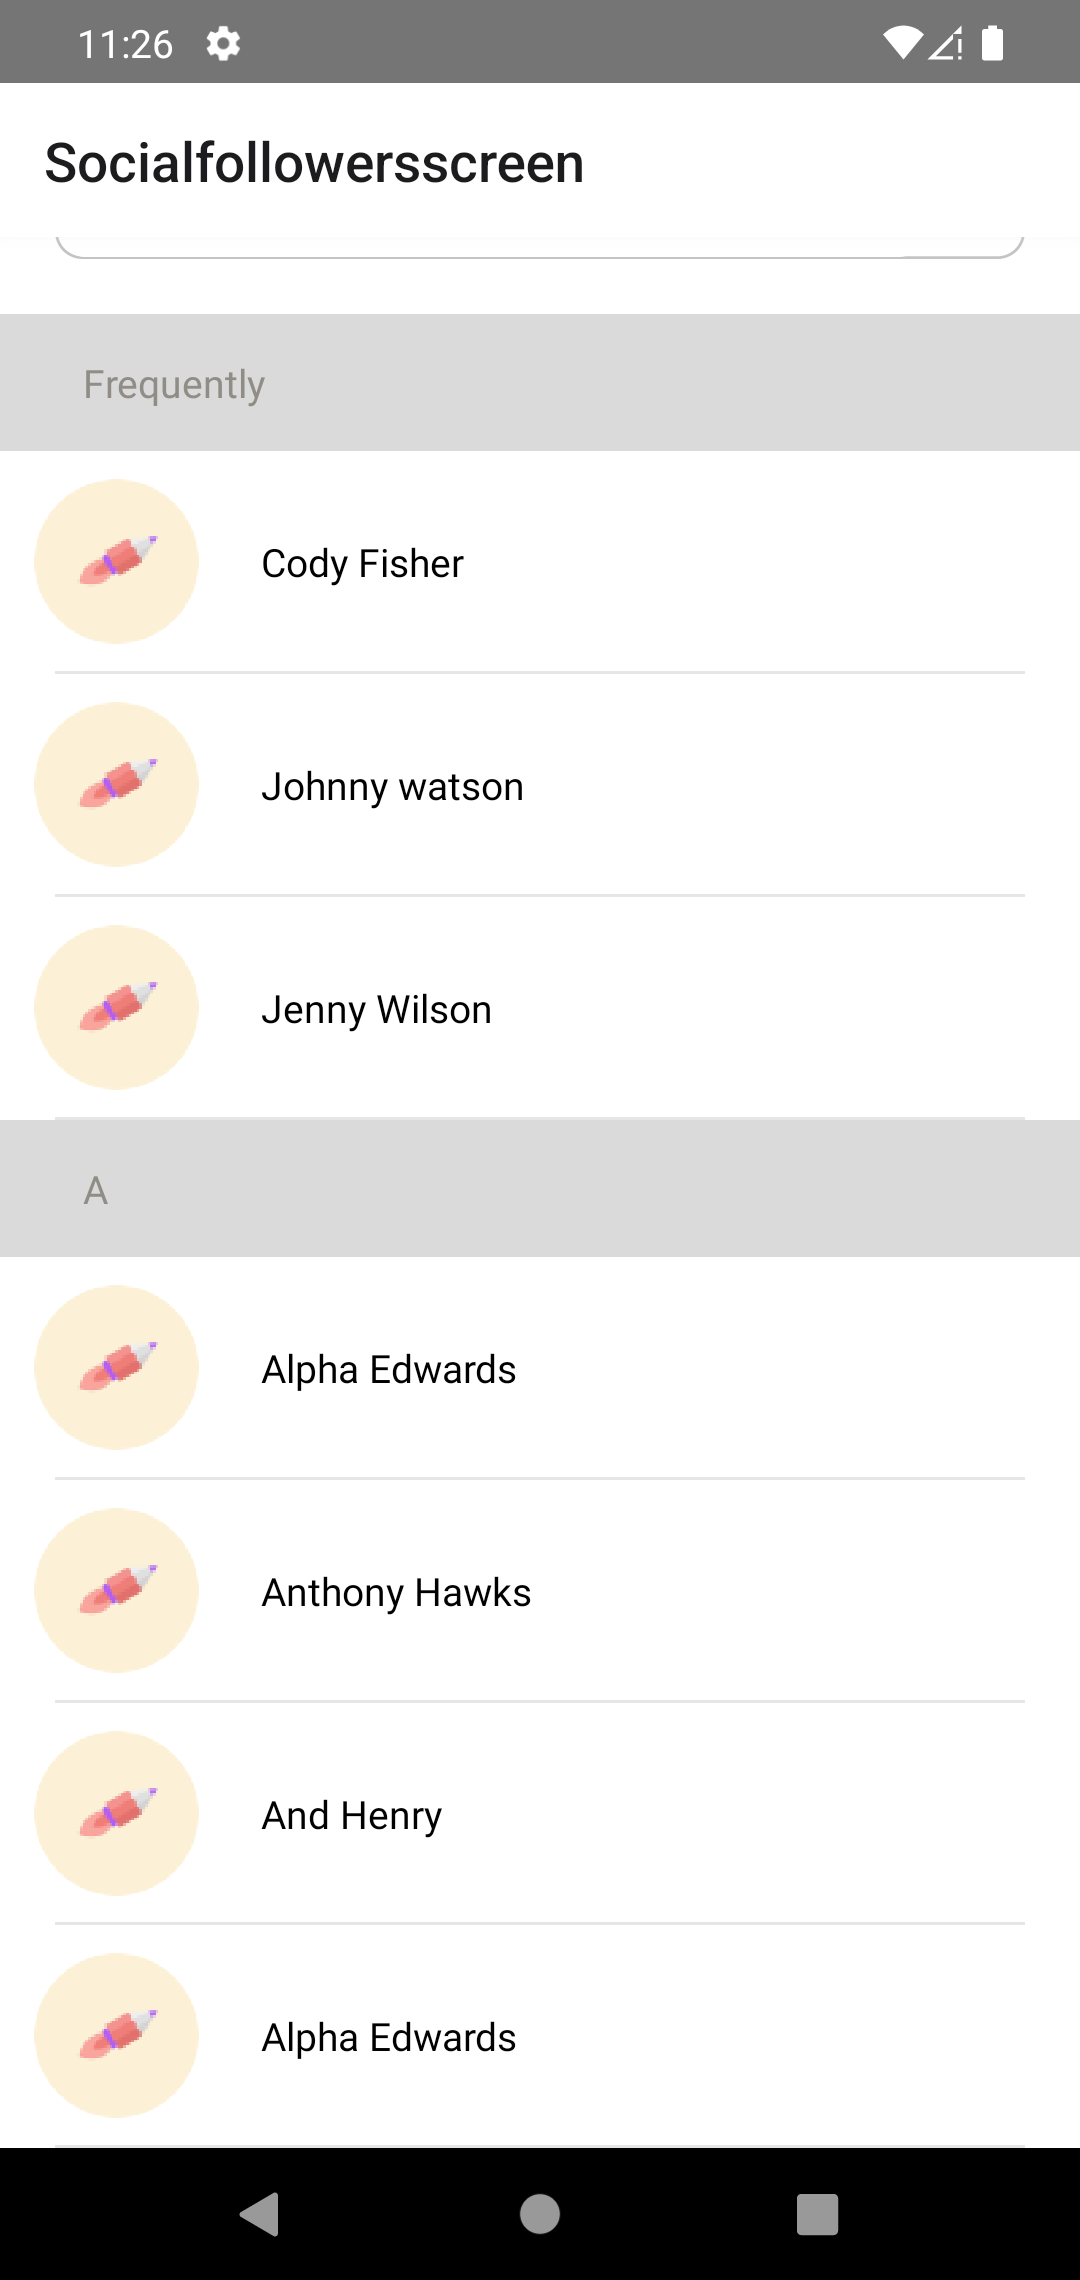 11:26
Socialfollowersscreen
Frequently
Cody Fisher
Johnny watson
Jenny Wilson
A
Alpha Edwards
Anthony Hawks
And Henry
Alpha Edwards